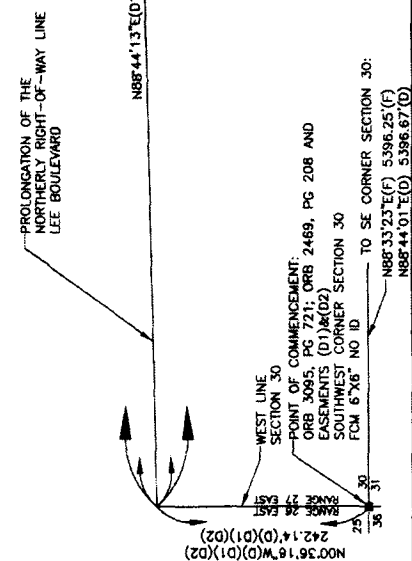 PROLONGATION OF THE
NORTHERLY RIGHT-OF-WAY LINE
LEE BOULEVARD
N88°44'13"E(D1
WEST LINE
SECTION 30
POINT OF COMMENCEMENT:
ORB 3095, PG 721; ORB 2469, PG 208 AND
EASEMENTS (D1)&(D2)
SOUTHWEST CORNER SECTION 30
FCM 6"X6" NO ID
TO SE CORNER SECTION 30:
N88°33'23"E(F) 5396.25'(F)
N88°44'01"E(D) 5396.67'(D)
RANGE 26 EAST
RANGE 27 EAST
25
30
36
31
N00°36'18"W(D)(D1)(D2)
242.14'(D)(D1)(D2)